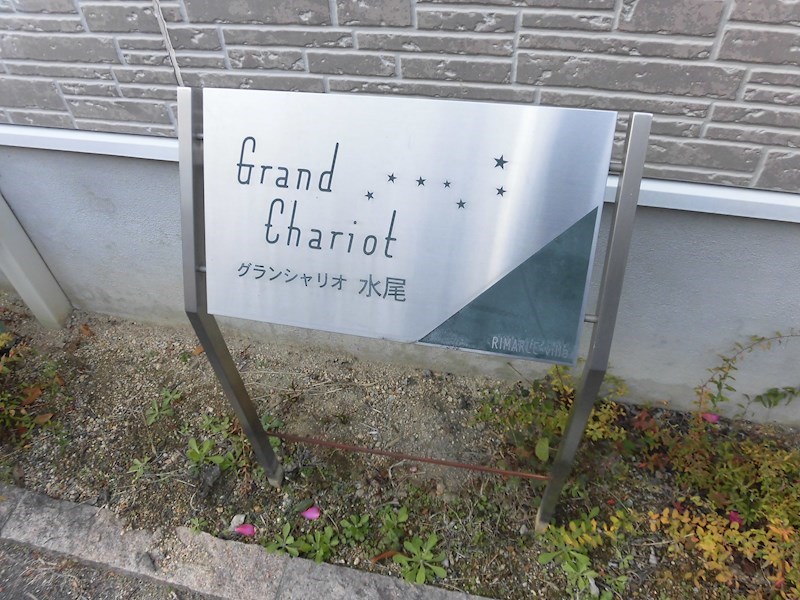 Grand
Chariot
グランシャリオ 水尾